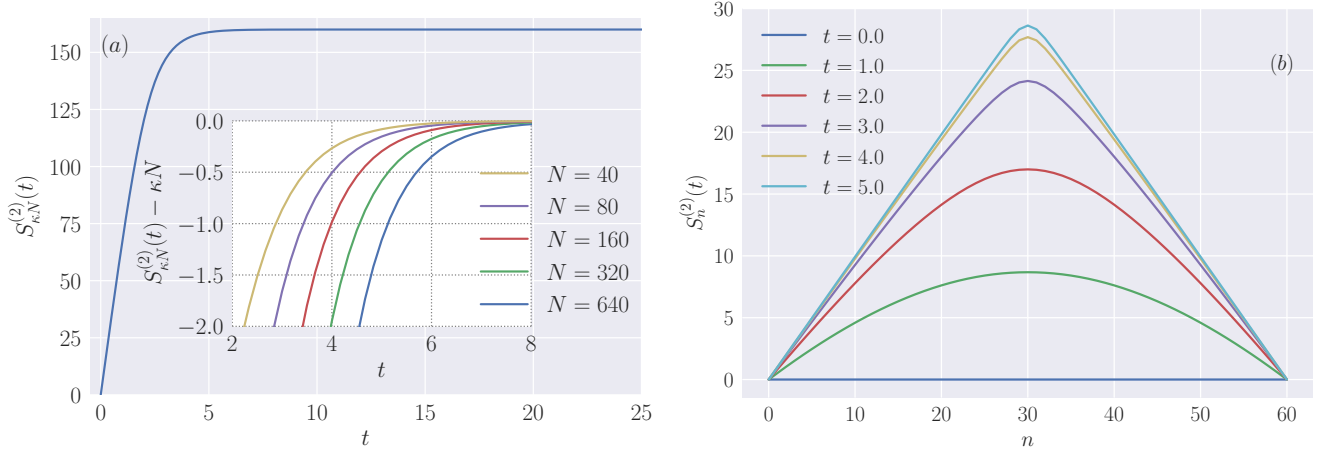 (a)
S^{(2)}_{κN}(t)
150
125
100
75
50
25
0
0 5 10 15 20 25
t
S^{(2)}_{κN}(t) − κN
0.0
−0.5
−1.0
−1.5
−2.0
2 4 6 8
t
N = 40
N = 80
N = 160
N = 320
N = 640
(b)
S^{(2)}_n(t)
30
25
20
15
10
5
0
0 10 20 30 40 50 60
n
t = 0.0
t = 1.0
t = 2.0
t = 3.0
t = 4.0
t = 5.0